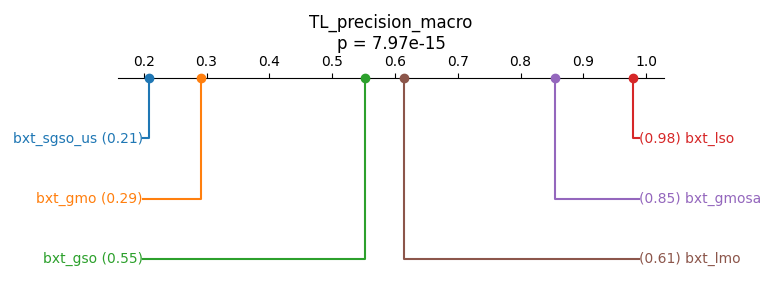 TL_precision_macro
p = 7.97e-15
0.2 0.3 0.4 0.5 0.6 0.7 0.8 0.9 1.0
bxt_sgso_us (0.21) (0.98) bxt_lso
bxt_gmo (0.29) (0.85) bxt_gmosa
bxt_gso (0.55) (0.61) bxt_lmo